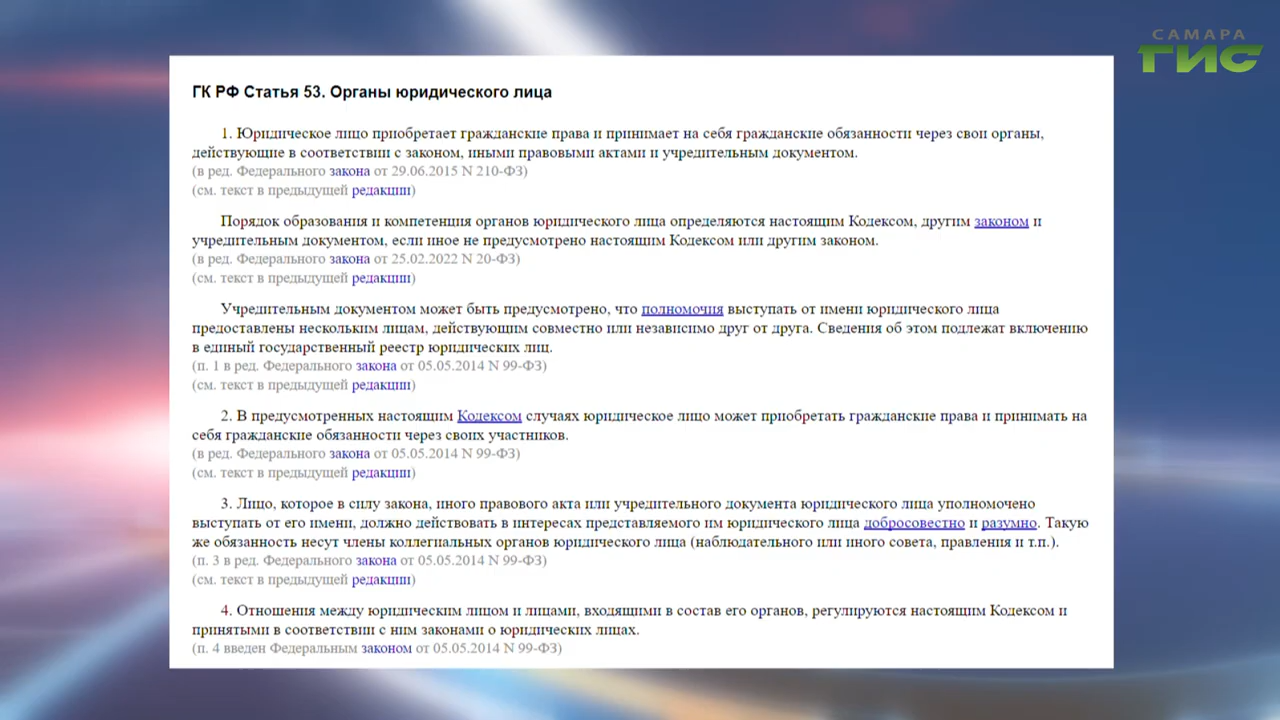 САМАРА
ГИС
ГК РФ Статья 53. Органы юридического лица
1. Юридическое лицо приобретает гражданские права и принимает на себя гражданские обязанности через свои органы,
действующие в соответствии с законом, иными правовыми актами и учредительным документом.
(в ред. Федерального закона от 29.06.2015 N 210-ФЗ)
(см. текст в предыдущей редакции)
Порядок образования и компетенция органов юридического лица определяются настоящим Кодексом, другим законом и
учредительным документом, если иное не предусмотрено настоящим Кодексом или другим законом.
(в ред. Федерального закона от 25.02.2022 N 20-ФЗ)
(см. текст в предыдущей редакции)
Учредительным документом может быть предусмотрено, что полномочия выступать от имени юридического лица
предоставлены нескольким лицам, действующим совместно или независимо друг от друга. Сведения об этом подлежат включению
в единый государственный реестр юридических лиц.
(п. 1 в ред. Федерального закона от 05.05.2014 N 99-ФЗ)
(см. текст в предыдущей редакции)
2. В предусмотренных настоящим Кодексом случаях юридическое лицо может приобретать гражданские права и принимать на
себя гражданские обязанности через своих участников.
(в ред. Федерального закона от 05.05.2014 N 99-ФЗ)
(см. текст в предыдущей редакции)
3. Лицо, которое в силу закона, иного правового акта или учредительного документа юридического лица уполномочено
выступать от его имени, должно действовать в интересах представляемого им юридического лица добросовестно и разумно. Такую
же обязанность несут члены коллегиальных органов юридического лица (наблюдательного или иного совета, правления и т.п.).
(п. 3 в ред. Федерального закона от 05.05.2014 N 99-ФЗ)
(см. текст в предыдущей редакции)
4. Отношения между юридическим лицом и лицами, входящими в состав его органов, регулируются настоящим Кодексом и
принятыми в соответствии с ним законами о юридических лицах.
(п. 4 введен Федеральным законом от 05.05.2014 N 99-ФЗ)